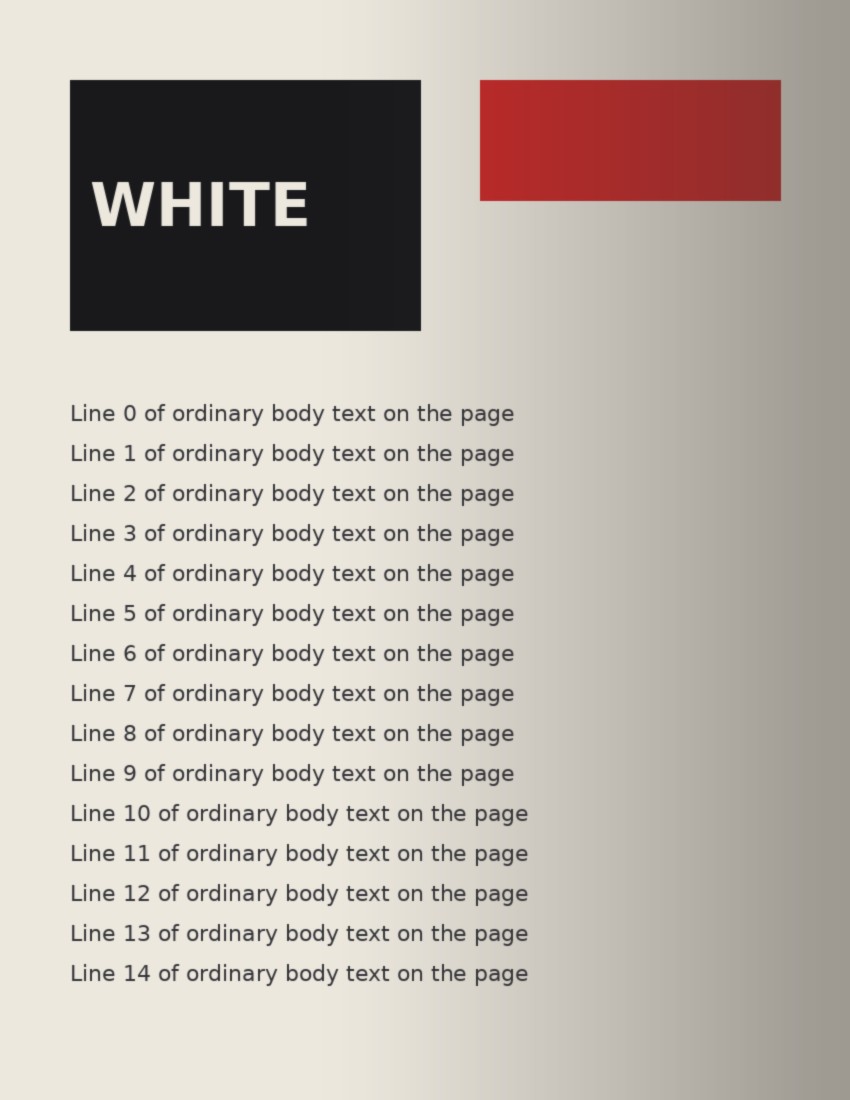 WHITE
Line 0 of ordinary body text on the page
Line 1 of ordinary body text on the page
Line 2 of ordinary body text on the page
Line 3 of ordinary body text on the page
Line 4 of ordinary body text on the page
Line 5 of ordinary body text on the page
Line 6 of ordinary body text on the page
Line 7 of ordinary body text on the page
Line 8 of ordinary body text on the page
Line 9 of ordinary body text on the page
Line 10 of ordinary body text on the page
Line 11 of ordinary body text on the page
Line 12 of ordinary body text on the page
Line 13 of ordinary body text on the page
Line 14 of ordinary body text on the page